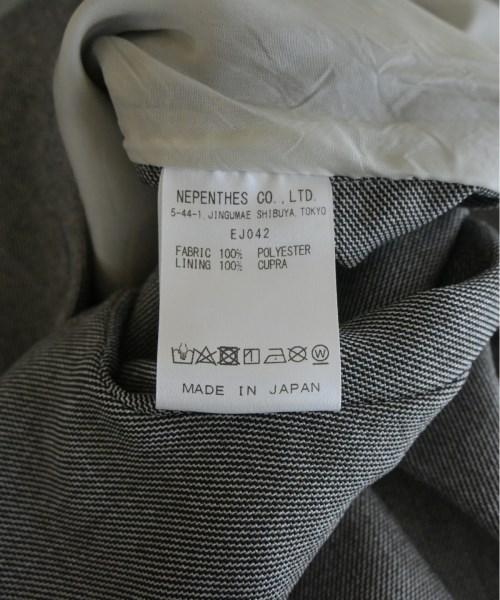 NEPENTHES CO., LTD.
5-44-1, JINGUMAE SHIBUYA, TOKYO
EJ042
FABRIC 100% POLYESTER
LINING 100% CUPRA
MADE IN JAPAN